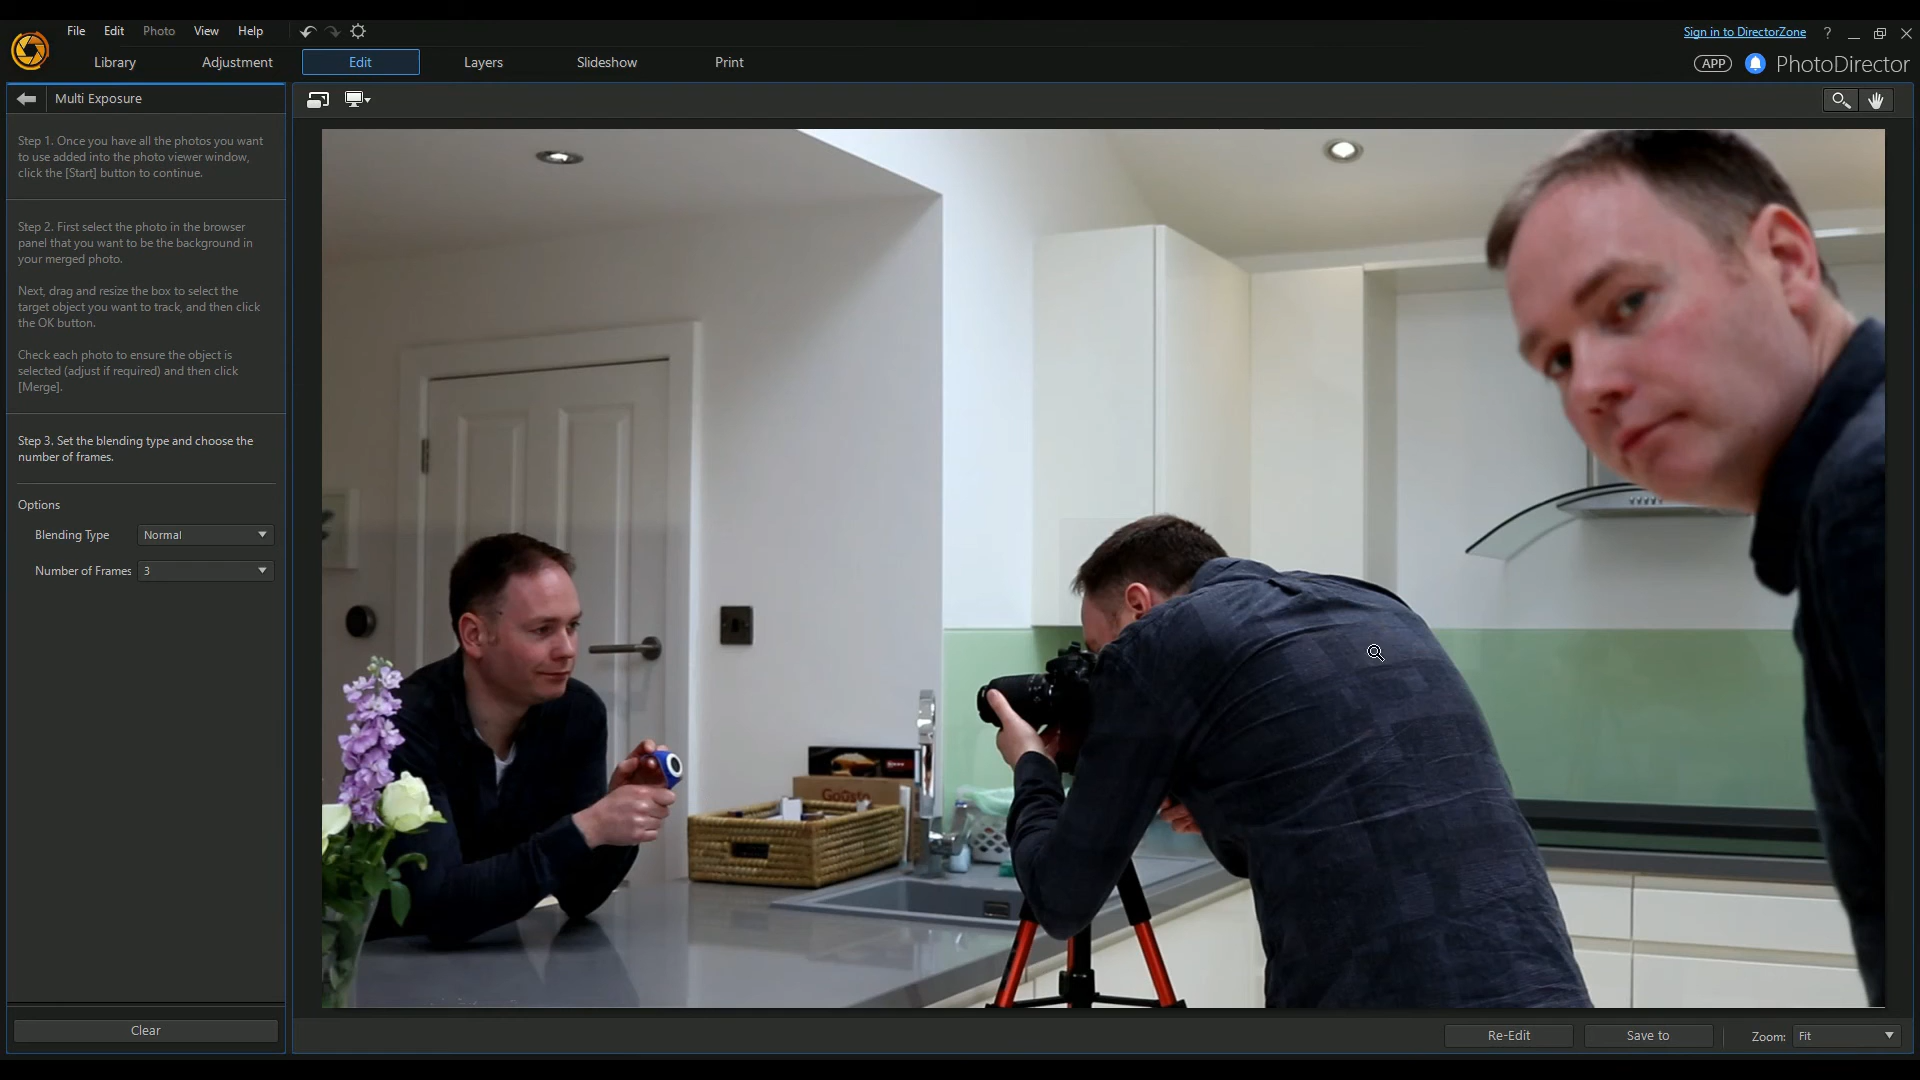 File Edit Photo View Help
Sign in to DirectorZone ?
Library Adjustment Edit Layers Slideshow Print
APP PhotoDirector
Multi Exposure
Step 1. Once you have all the photos you want
to use added into the photo viewer window,
click the [Start] button to continue.
Step 2. First select the photo in the browser
panel that you want to be the background in
your merged photo.
Next, drag and resize the box to select the
target object you want to track, and then click
the OK button.
Check each photo to ensure the object is
selected (adjust if required) and then click
[Merge].
Step 3. Set the blending type and choose the
number of frames.
Options
Blending Type Normal
Number of Frames 3
Gousto
Clear
Re-Edit Save to Zoom: Fit